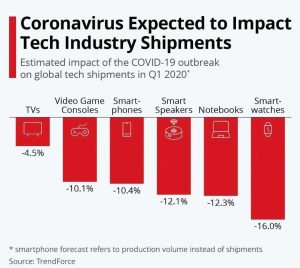 Coronavirus Expected to Impact
Tech Industry Shipments
Estimated impact of the COVID-19 outbreak
on global tech shipments in Q1 2020*
TVs
Video Game
Consoles
Smart-
phones
Smart
Speakers
Notebooks
Smart-
watches
-4.5%
-10.1%
-10.4%
-12.1%
-12.3%
-16.0%
* smartphone forecast refers to production volume instead of shipments
Source: TrendForce